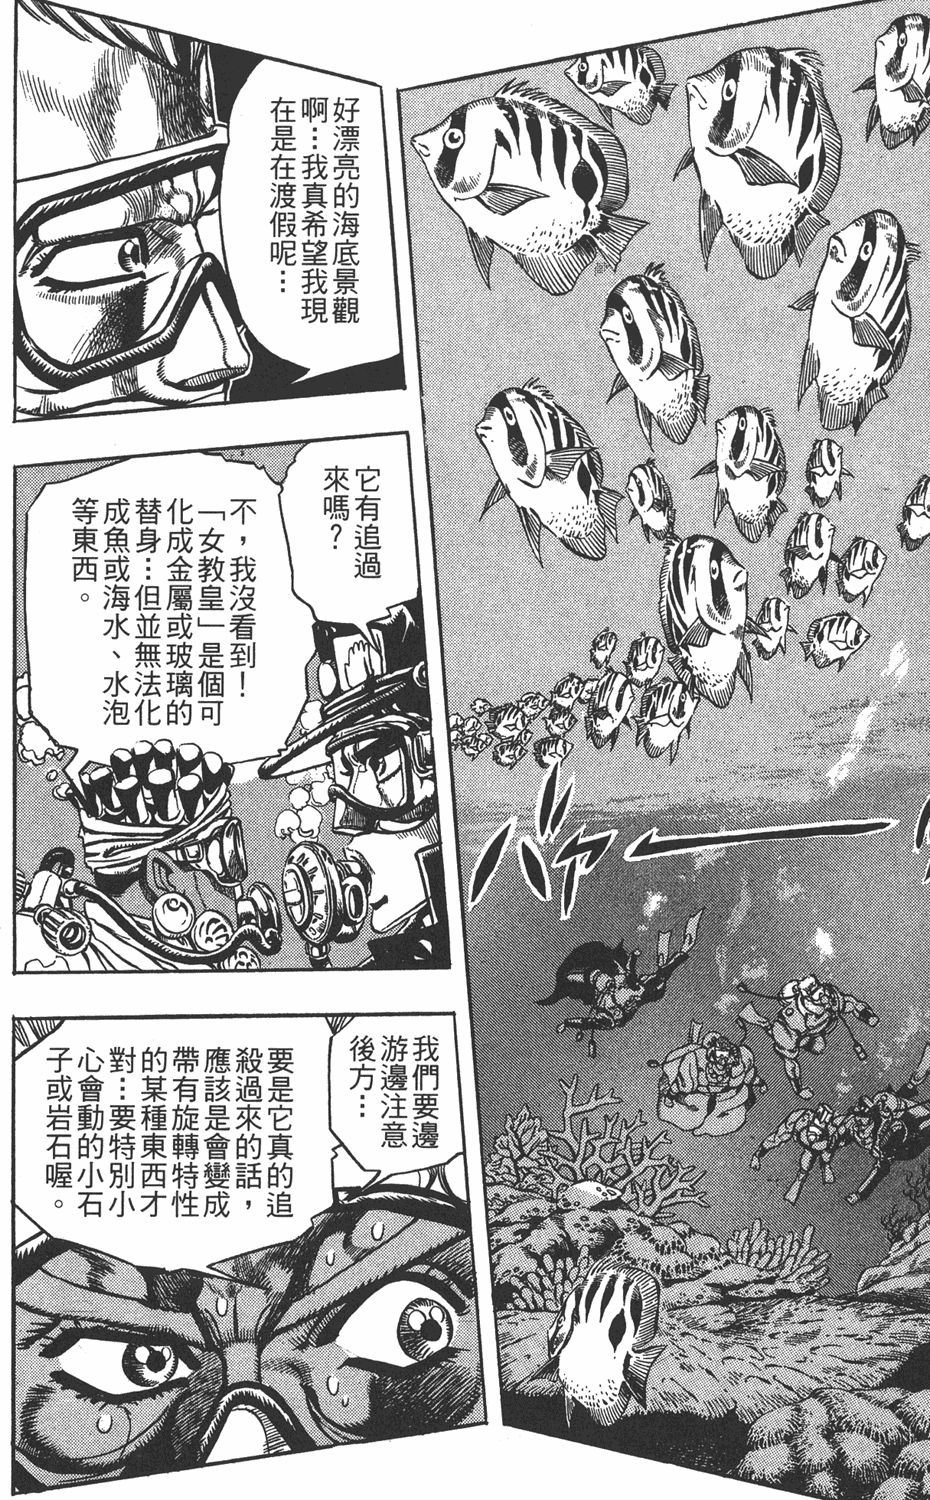 バァー
好漂亮的海底景觀
啊…我真希望我現
在是在渡假呢…
它有追過
來嗎？
不，我沒看到！
「女教皇」是個可
化成金屬或玻璃的
替身…但並無法化
成魚或海水、水泡
等東西。
我們要邊
游邊注意
後方…
要是它真的追
殺過來的話，
應該是會變成
帶有旋轉特性
的某種東西才
對…要特別小
心會動的小石
子或岩石喔。